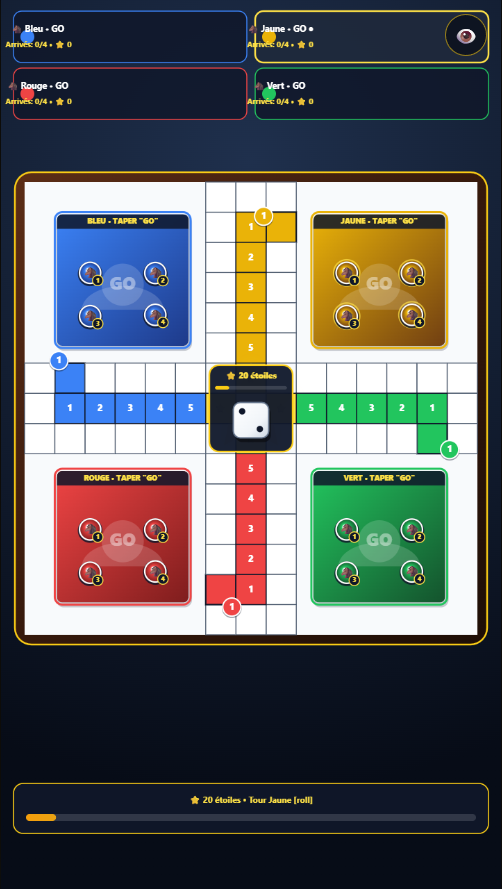 Bleu • GO
Arrivés: 0/4 • ⭐ 0
Jaune • GO •
Arrivés: 0/4 • ⭐ 0
Rouge • GO
Arrivés: 0/4 • ⭐ 0
Vert • GO
Arrivés: 0/4 • ⭐ 0
BLEU • TAPER "GO"
GO
1
2
3
4
JAUNE • TAPER "GO"
GO
1
2
3
4
1
1
2
3
4
5
1
1 2 3 4 5
⭐ 20 étoiles
5 4 3 2 1
1
ROUGE • TAPER "GO"
GO
1
2
3
4
5
4
3
2
1
1
VERT • TAPER "GO"
GO
1
2
3
4
⭐ 20 étoiles • Tour Jaune [roll]